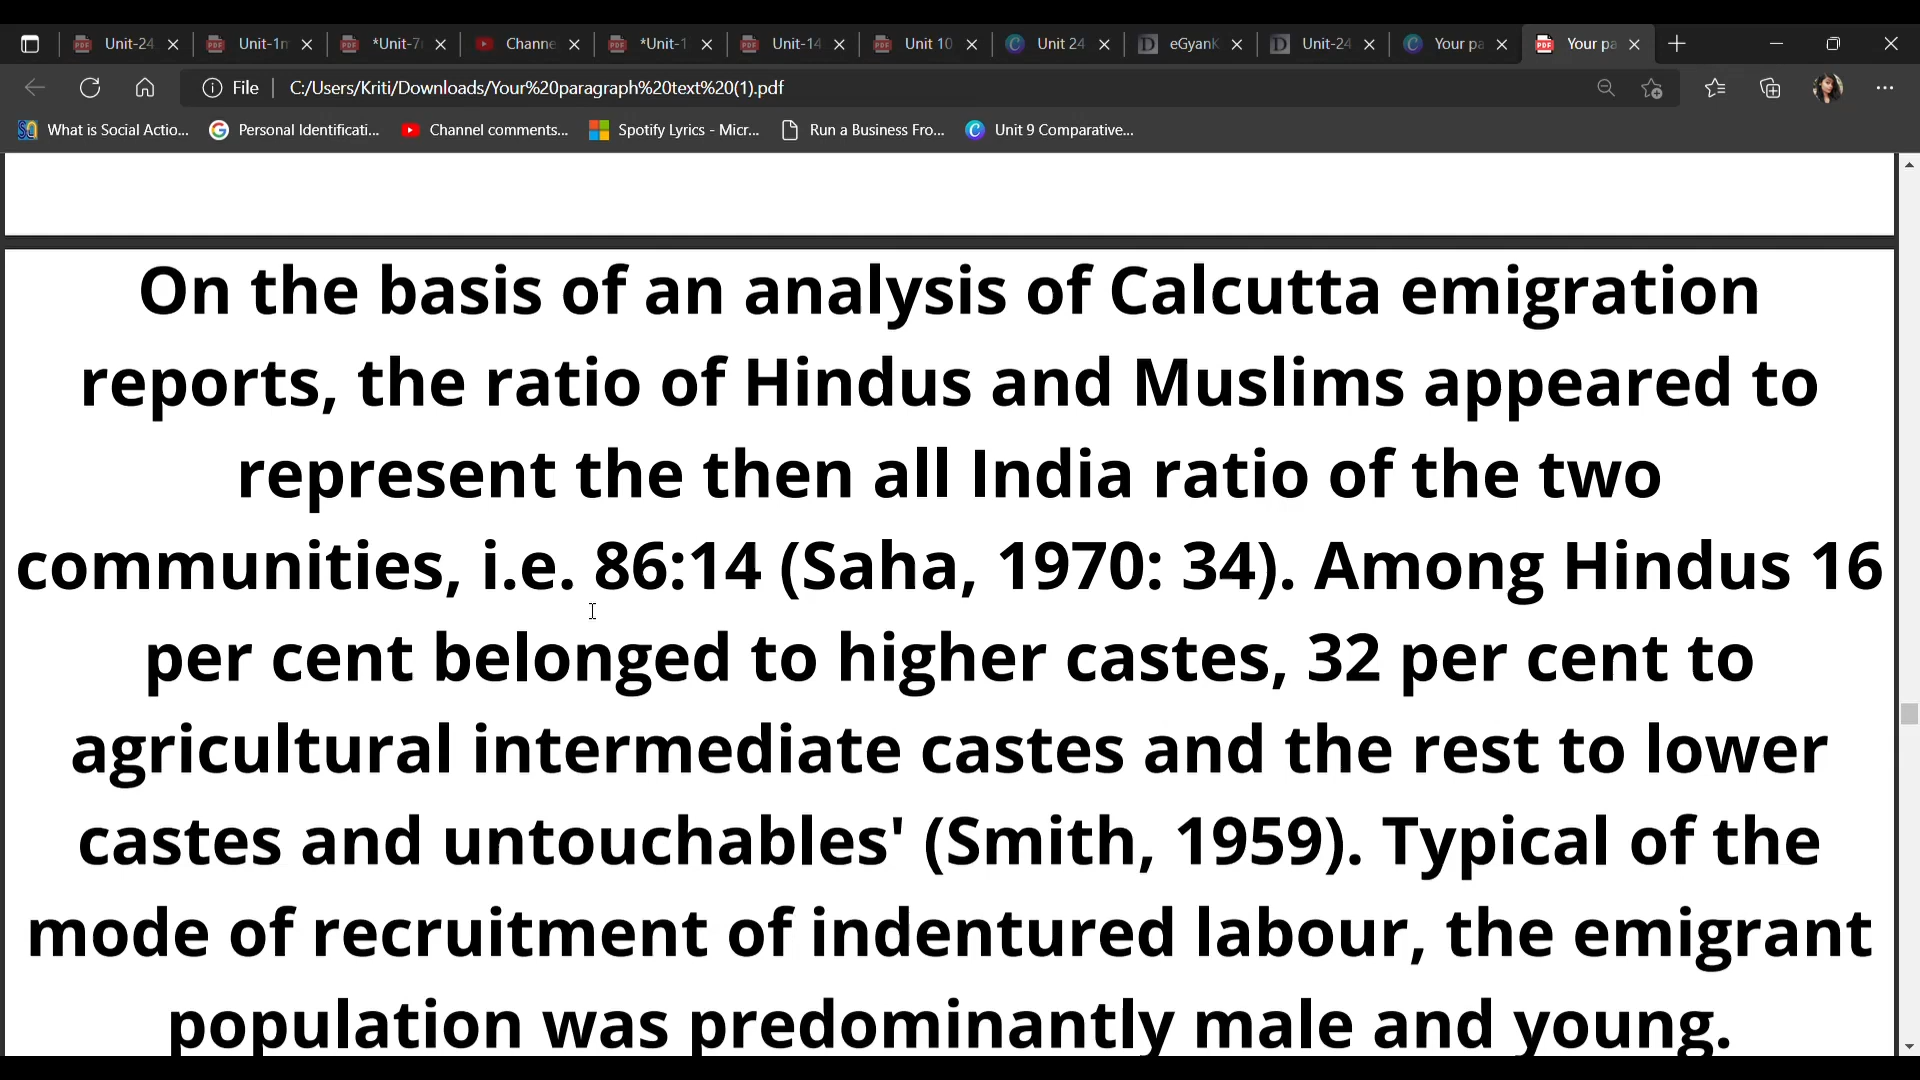 Unit-24
Unit-1
*Unit-7
Channe
*Unit-1
Unit-14
Unit 10
Unit 24
eGyanK
Unit-24
Your pa
Your pa
File
C:/Users/Kriti/Downloads/Your%20paragraph%20text%20(1).pdf
What is Social Actio...
Personal Identificati...
Channel comments...
Spotify Lyrics - Micr...
Run a Business Fro...
Unit 9 Comparative...
On the basis of an analysis of Calcutta emigration
reports, the ratio of Hindus and Muslims appeared to
represent the then all India ratio of the two
communities, i.e. 86:14 (Saha, 1970: 34). Among Hindus 16
per cent belonged to higher castes, 32 per cent to
agricultural intermediate castes and the rest to lower
castes and untouchables' (Smith, 1959). Typical of the
mode of recruitment of indentured labour, the emigrant
population was predominantly male and young.